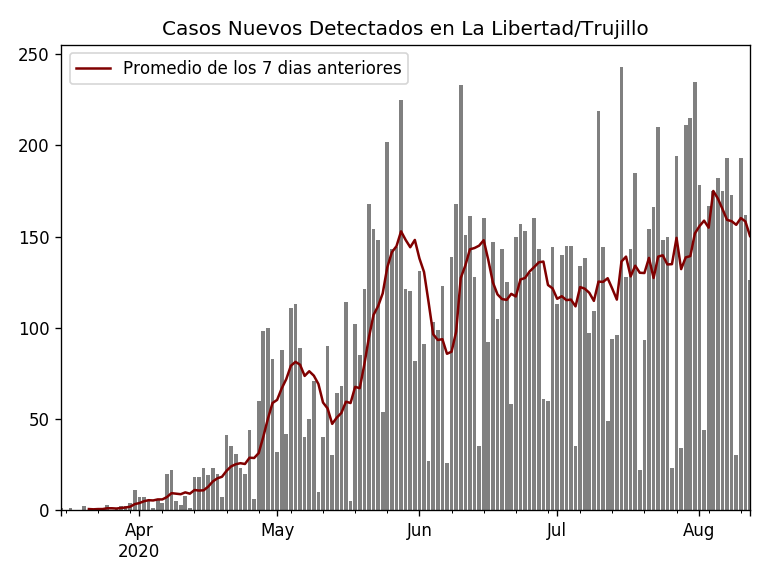 Casos Nuevos Detectados en La Libertad/Trujillo
Promedio de los 7 dias anteriores
250
200
150
100
50
0
Apr
2020
May
Jun
Jul
Aug